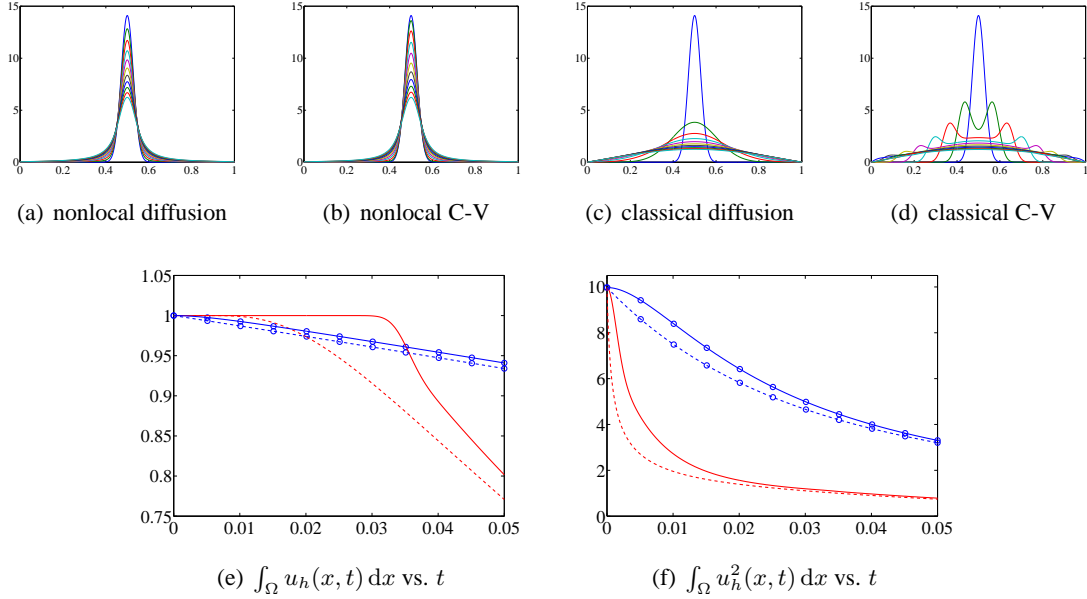 15
10
5
0
0 0.2 0.4 0.6 0.8 1
15
10
5
0
0 0.2 0.4 0.6 0.8 1
15
10
5
0
0 0.2 0.4 0.6 0.8 1
15
10
5
0
0 0.2 0.4 0.6 0.8 1
(a) nonlocal diffusion
(b) nonlocal C-V
(c) classical diffusion
(d) classical C-V
1.05
1
0.95
0.9
0.85
0.8
0.75
0 0.01 0.02 0.03 0.04 0.05
10
8
6
4
2
0
0 0.01 0.02 0.03 0.04 0.05
(e) ∫_Ω u_h(x, t) dx vs. t
(f) ∫_Ω u_h^2(x, t) dx vs. t